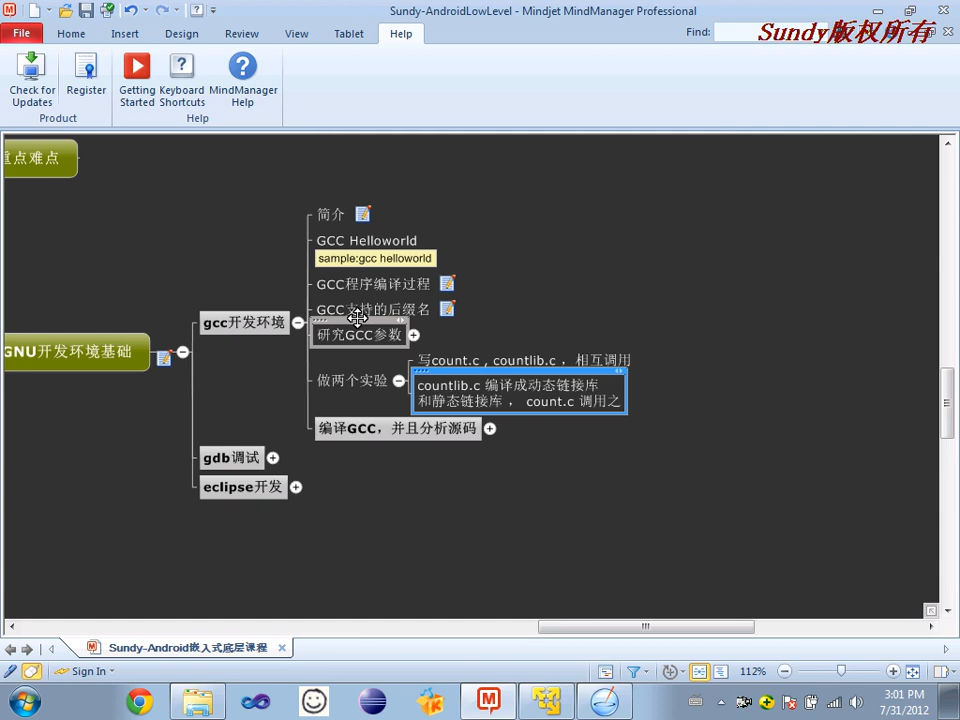 Sundy-AndroidLowLevel - Mindjet MindManager Professional
File
Home
Insert
Design
Review
View
Tablet
Help
Find:
Sundy版权所有
Check for
Updates
Register
Getting
Started
Keyboard
Shortcuts
MindManager
Help
Product
Help
重点难点
简介
GCC Helloworld
sample:gcc helloworld
GCC程序编译过程
GCC支持的后缀名
gcc开发环境
研究GCC参数
GNU开发环境基础
写count.c , countlib.c ，相互调用
做两个实验
countlib.c 编译成动态链接库
和静态链接库 ， count.c 调用之
编译GCC，并且分析源码
gdb调试
eclipse开发
Sundy-Android嵌入式底层课程
Sign In
112%
3:01 PM
7/31/2012